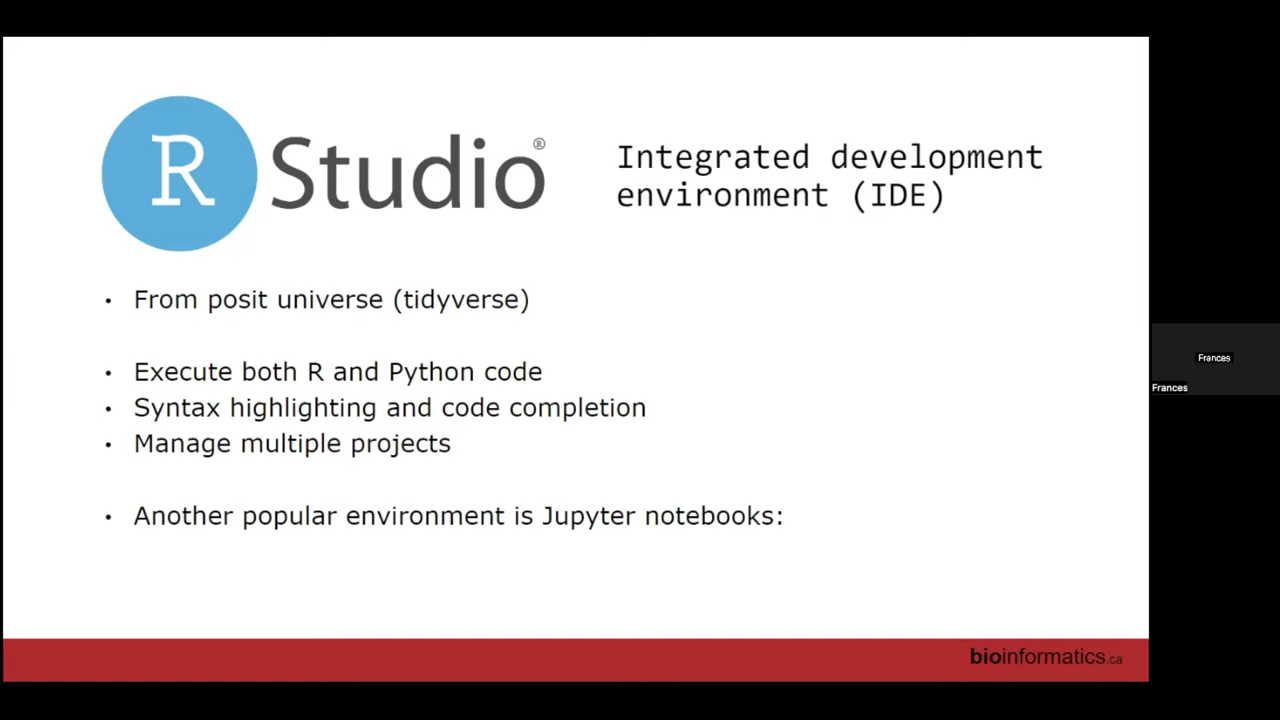 R Studio®
Integrated development
environment (IDE)
• From posit universe (tidyverse)
• Execute both R and Python code
• Syntax highlighting and code completion
• Manage multiple projects
• Another popular environment is Jupyter notebooks:
bioinformatics.ca
Frances
Frances